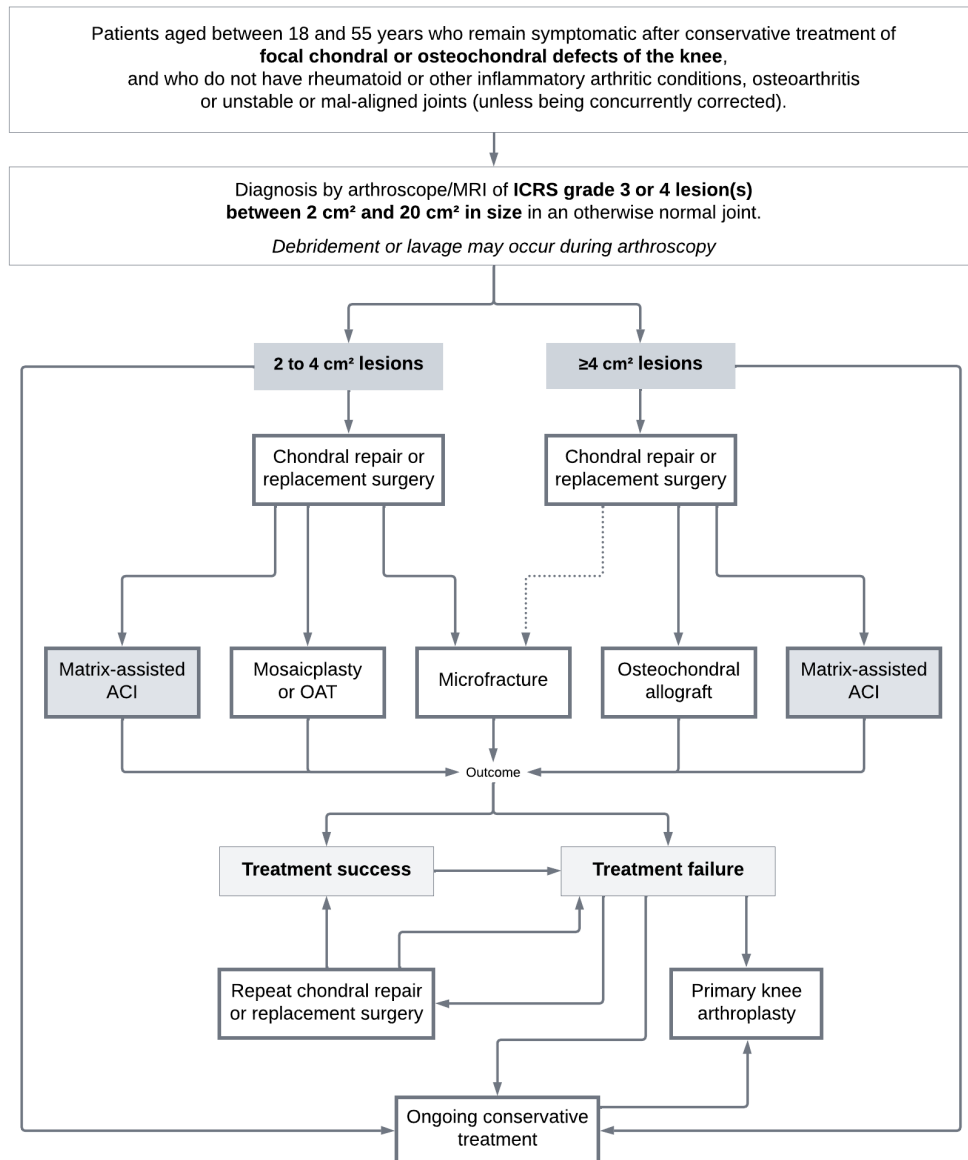 Patients aged between 18 and 55 years who remain symptomatic after conservative treatment of
focal chondral or osteochondral defects of the knee,
and who do not have rheumatoid or other inflammatory arthritic conditions, osteoarthritis
or unstable or mal-aligned joints (unless being concurrently corrected).
Diagnosis by arthroscope/MRI of ICRS grade 3 or 4 lesion(s)
between 2 cm² and 20 cm² in size in an otherwise normal joint.
Debridement or lavage may occur during arthroscopy
2 to 4 cm² lesions
≥4 cm² lesions
Chondral repair or
replacement surgery
Chondral repair or
replacement surgery
Matrix-assisted
ACI
Mosaicplasty
or OAT
Microfracture
Osteochondral
allograft
Matrix-assisted
ACI
Outcome
Treatment success
Treatment failure
Repeat chondral repair
or replacement surgery
Primary knee
arthroplasty
Ongoing conservative
treatment